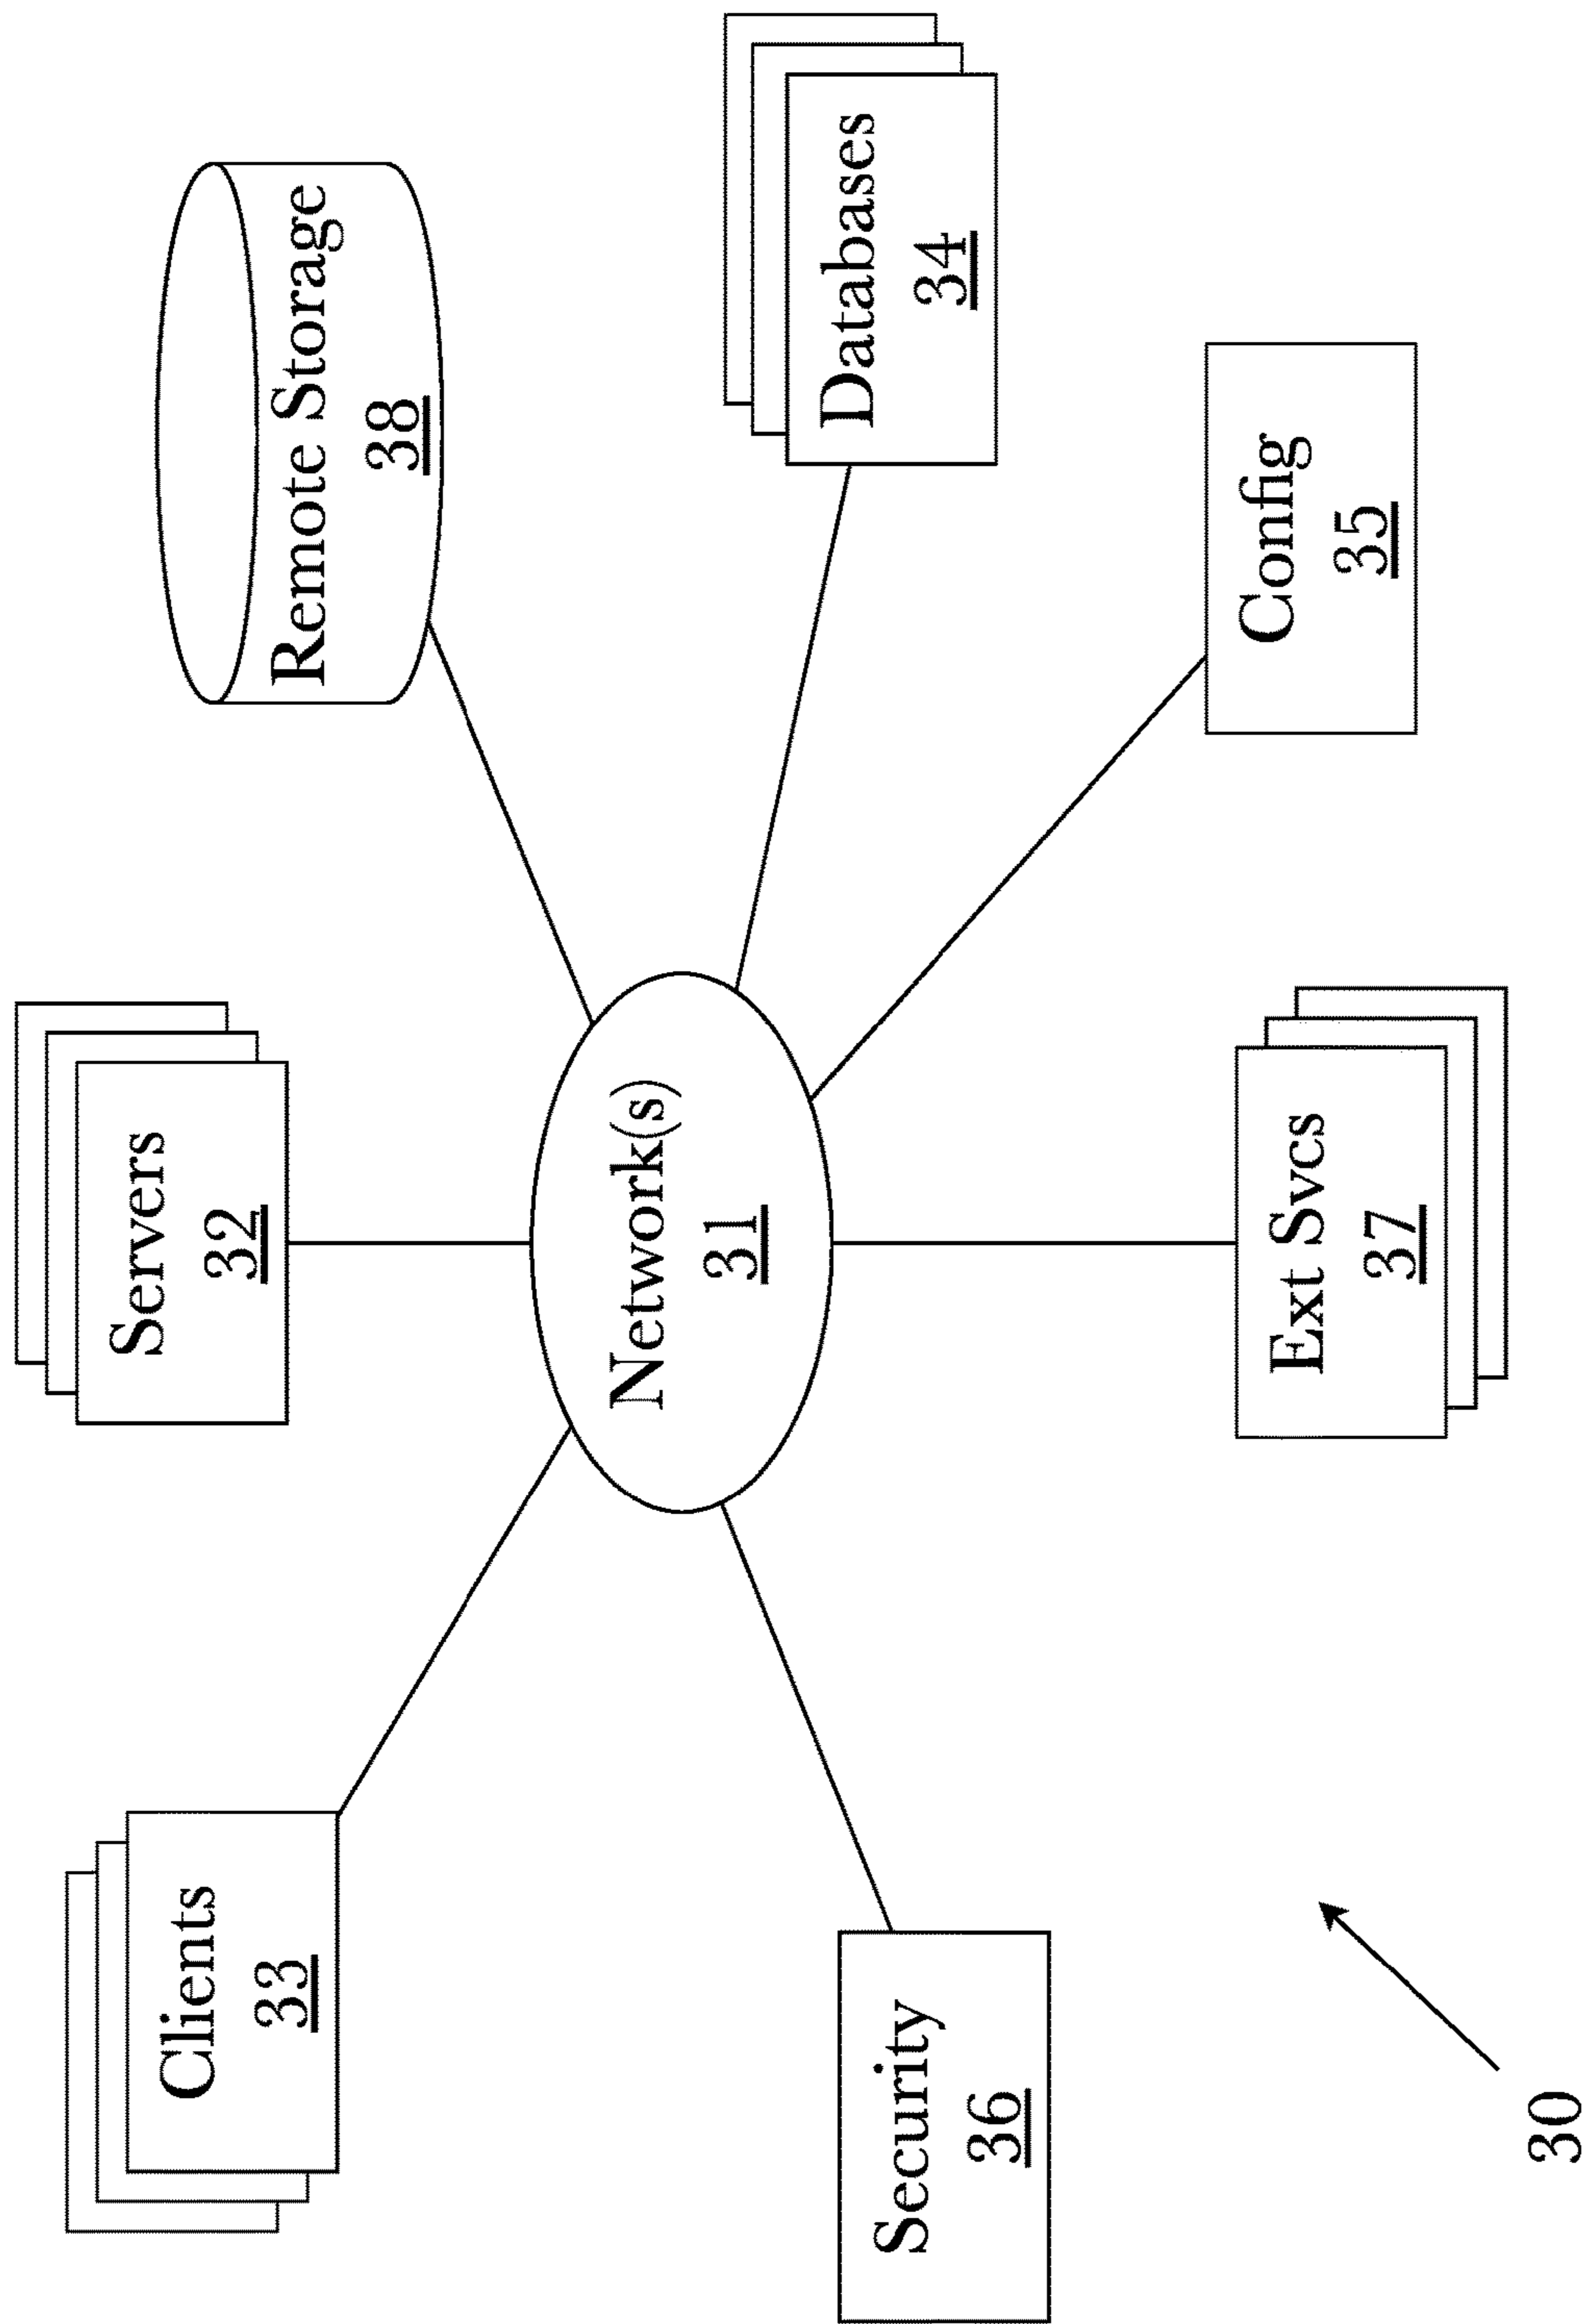 Servers
32
Clients
33
Remote Storage
38
Network(s)
31
Databases
34
Security
36
Config
35
Ext Svcs
37
30